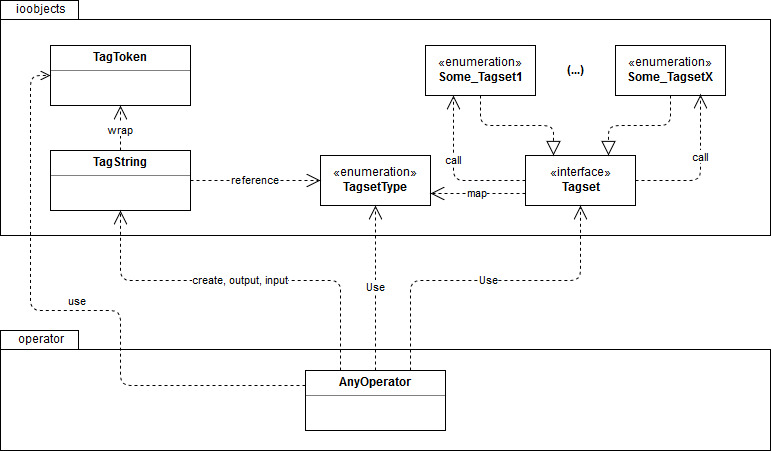 ioobjects
TagToken
«enumeration»
Some_Tagset1
(...)
«enumeration»
Some_TagsetX
wrap
TagString
reference
«enumeration»
TagsetType
call
map
«interface»
Tagset
call
create, output, input
Use
Use
use
operator
AnyOperator